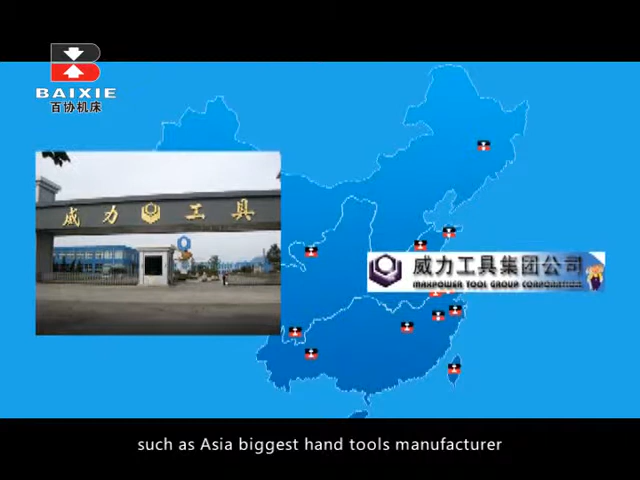 BAIXIE
百协机床
威力工具
威力工具集团公司
MAXPOWER TOOL GROUP CORPORATION
such as Asia biggest hand tools manufacturer